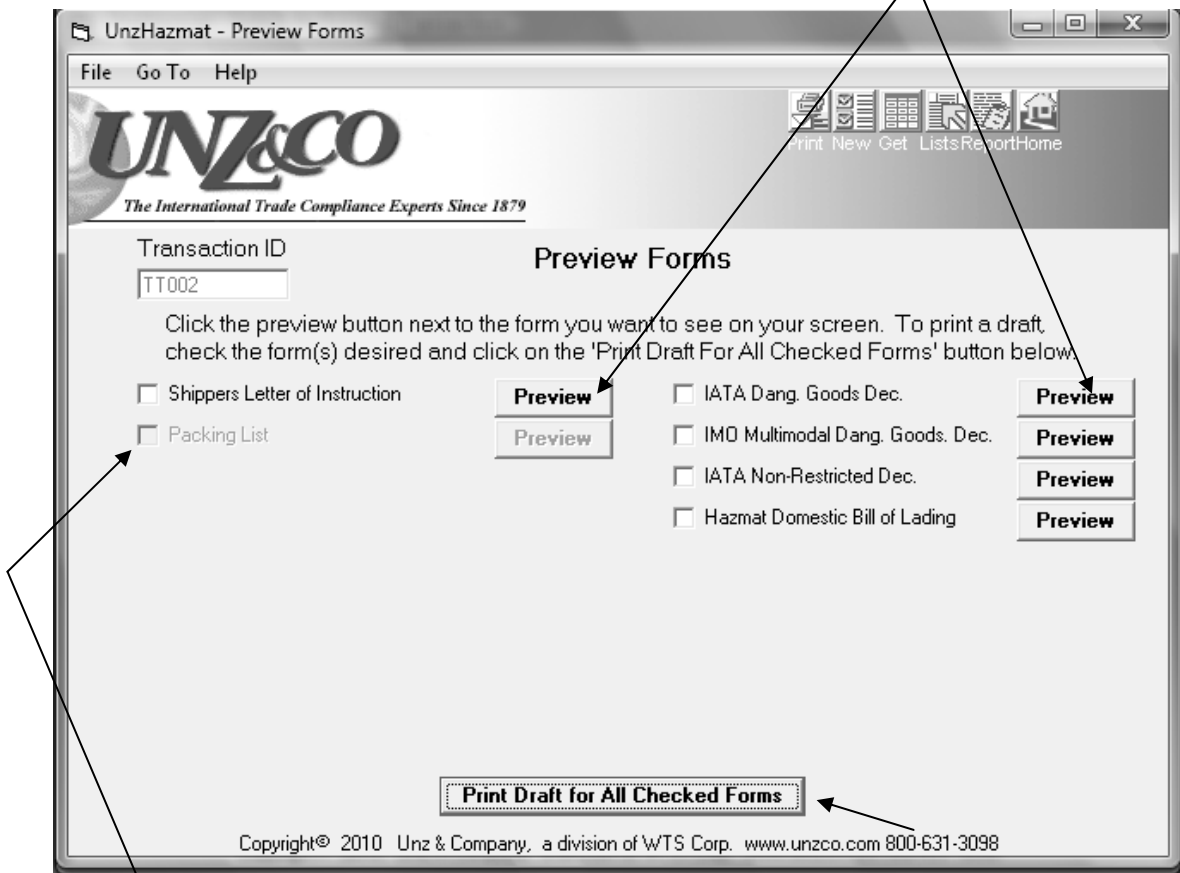 UnzHazmat - Preview Forms
File Go To Help
UNZ&CO
The International Trade Compliance Experts Since 1879
Print New Get Lists Report Home
Transaction ID
TT002
Preview Forms
Click the preview button next to the form you want to see on your screen. To print a draft,
check the form(s) desired and click on the 'Print Draft For All Checked Forms' button below.
Shippers Letter of Instruction Preview
Packing List Preview
IATA Dang. Goods Dec. Preview
IMO Multimodal Dang. Goods. Dec. Preview
IATA Non-Restricted Dec. Preview
Hazmat Domestic Bill of Lading Preview
Print Draft for All Checked Forms
Copyright© 2010 Unz & Company, a division of WTS Corp. www.unzco.com 800-631-3098